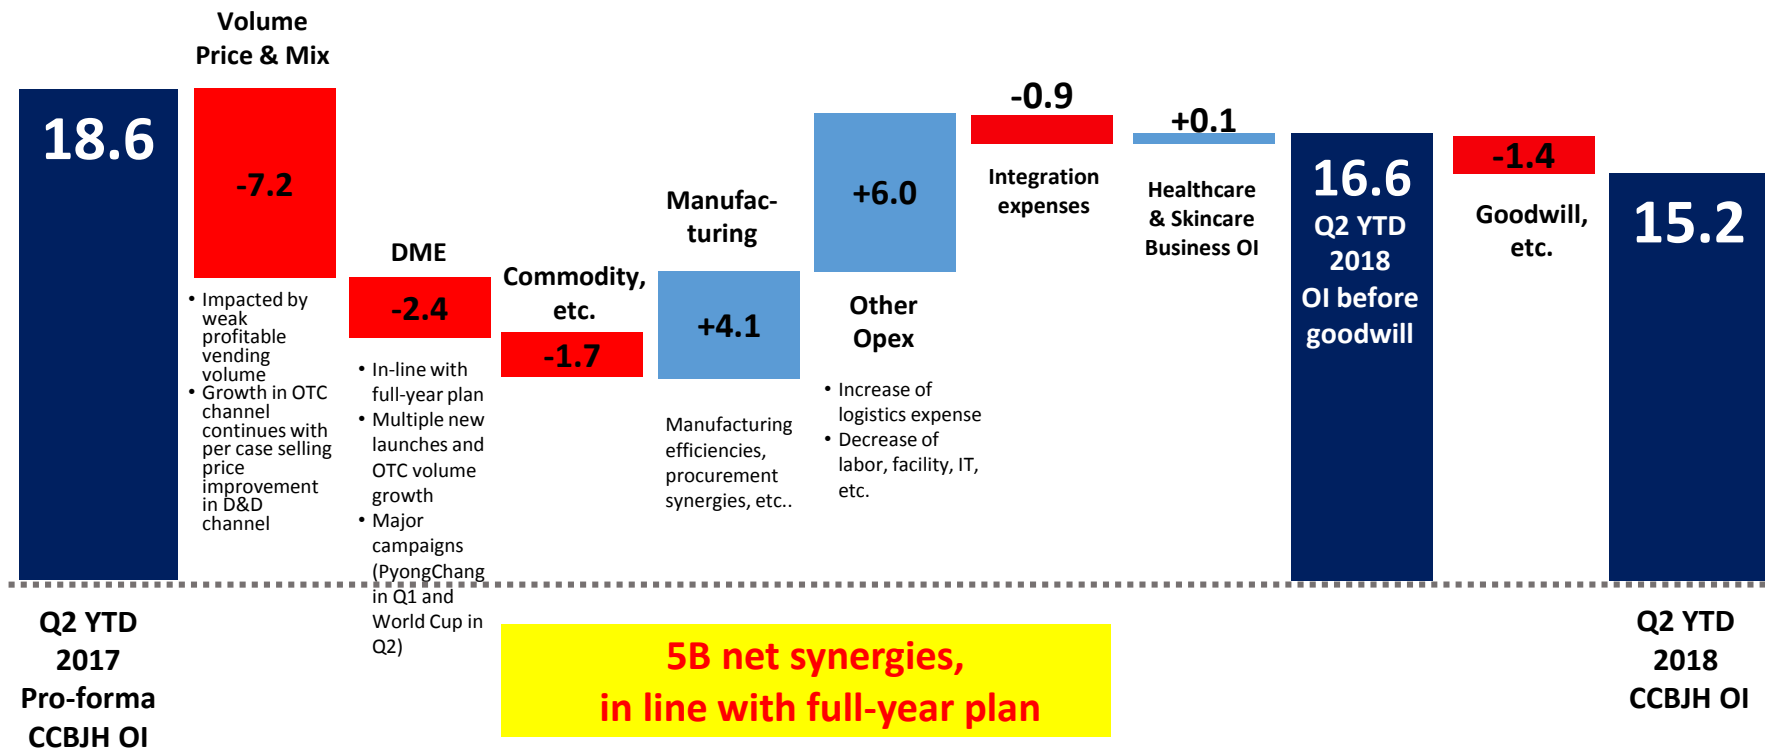 Volume
Price & Mix
18.6
-7.2
• Impacted by
weak
profitable
vending
volume
• Growth in OTC
channel
continues with
per case selling
price
improvement
in D&D
channel
DME
-2.4
• In-line with
full-year plan
• Multiple new
launches and
OTC volume
growth
• Major
campaigns
(PyongChang
in Q1 and
World Cup in
Q2)
Commodity,
etc.
-1.7
Manufac-
turing
+4.1
Manufacturing
efficiencies,
procurement
synergies, etc..
+6.0
Other
Opex
• Increase of
logistics expense
• Decrease of
labor, facility, IT,
etc.
-0.9
Integration
expenses
+0.1
Healthcare
& Skincare
Business OI
16.6
Q2 YTD
2018
OI before
goodwill
-1.4
Goodwill,
etc.
15.2
Q2 YTD
2017
Pro-forma
CCBJH OI
5B net synergies,
in line with full-year plan
Q2 YTD
2018
CCBJH OI